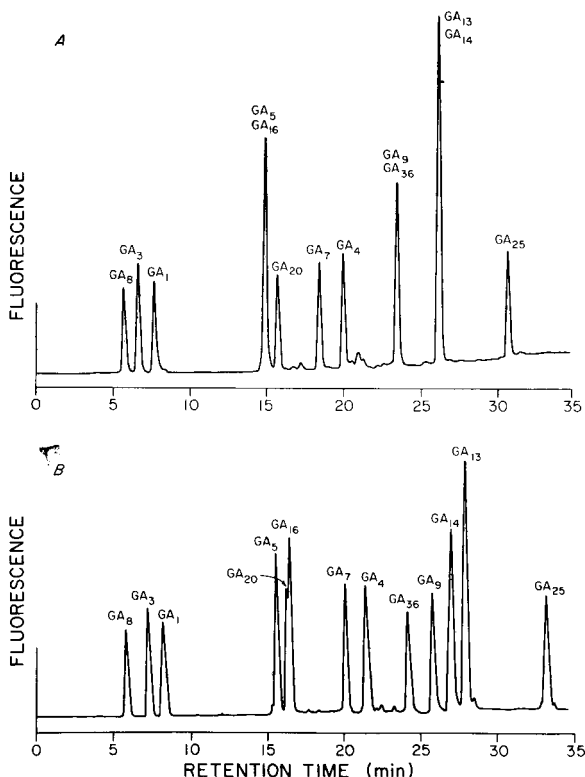 A
GA13
GA14
GA5
GA16
GA9
GA36
GA3
GA8
GA1
GA20
GA7
GA4
GA25
FLUORESCENCE
0 5 10 15 20 25 30 35
B
GA13
GA16
GA5
GA14
GA20
GA7
GA4
GA36
GA9
GA25
GA3
GA8
GA1
FLUORESCENCE
0 5 10 15 20 25 30 35
RETENTION TIME (min)